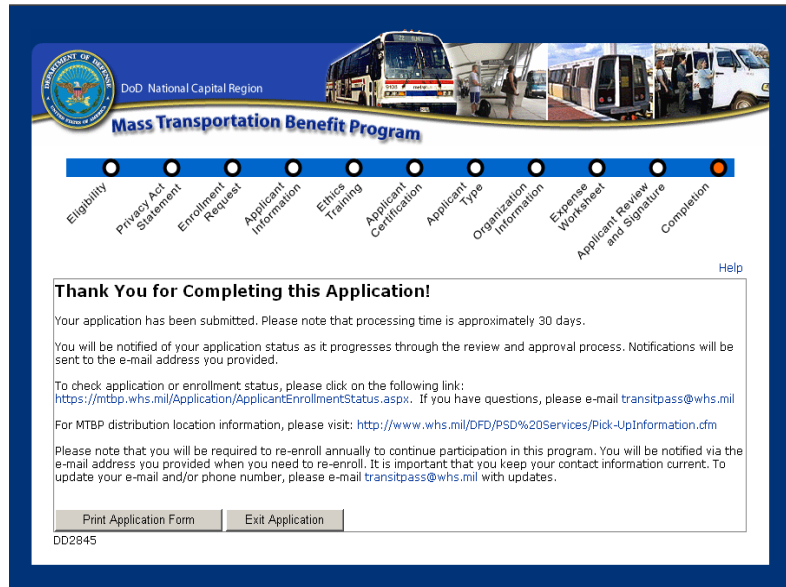 DEPARTMENT OF DEFENSE
UNITED STATES OF AMERICA
DoD National Capital Region
Mass Transportation Benefit Program
Eligibility
Privacy Act
Statement
Enrollment
Request
Applicant
Information
Ethics
Training
Applicant
Certification
Applicant
Type
Organization
Information
Expense
Worksheet
Applicant Review
and Signature
Completion
Help
Thank You for Completing this Application!
Your application has been submitted. Please note that processing time is approximately 30 days.
You will be notified of your application status as it progresses through the review and approval process. Notifications will be
sent to the e-mail address you provided.
To check application or enrollment status, please click on the following link:
https://mtbp.whs.mil/Application/ApplicantEnrollmentStatus.aspx. If you have questions, please e-mail transitpass@whs.mil
For MTBP distribution location information, please visit: http://www.whs.mil/DFD/PSD%20Services/Pick-UpInformation.cfm
Please note that you will be required to re-enroll annually to continue participation in this program. You will be notified via the
e-mail address you provided when you need to re-enroll. It is important that you keep your contact information current. To
update your e-mail and/or phone number, please e-mail transitpass@whs.mil with updates.
Print Application Form
Exit Application
DD2845